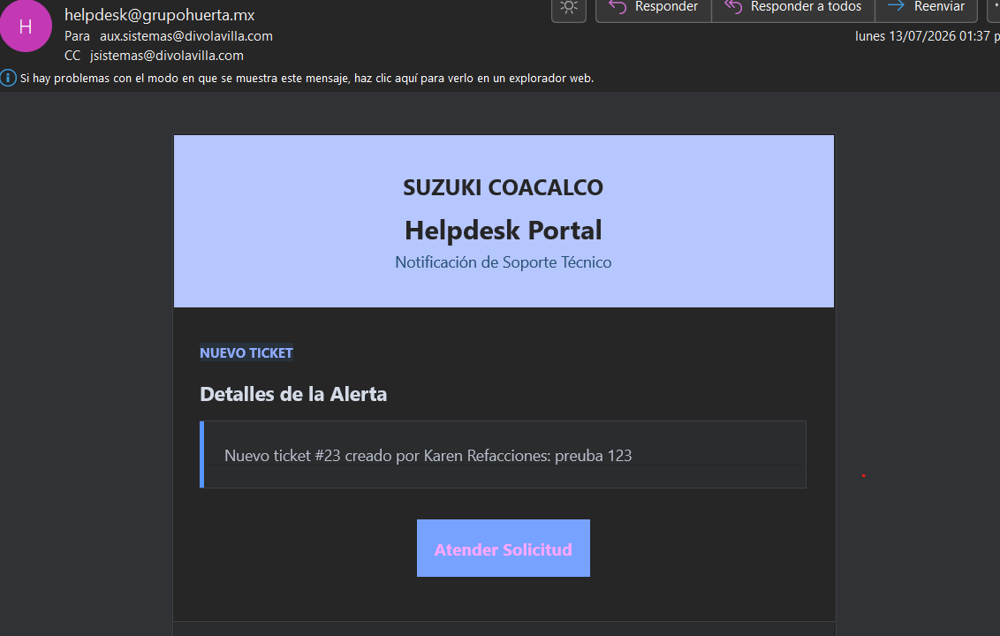 H
helpdesk@grupohuerta.mx
Responder
Responder a todos
Reenviar
Para aux.sistemas@divolavilla.com
lunes 13/07/2026 01:37 p
CC jsistemas@divolavilla.com
Si hay problemas con el modo en que se muestra este mensaje, haz clic aquí para verlo en un explorador web.
SUZUKI COACALCO
Helpdesk Portal
Notificación de Soporte Técnico
NUEVO TICKET
Detalles de la Alerta
Nuevo ticket #23 creado por Karen Refacciones: preuba 123
Atender Solicitud